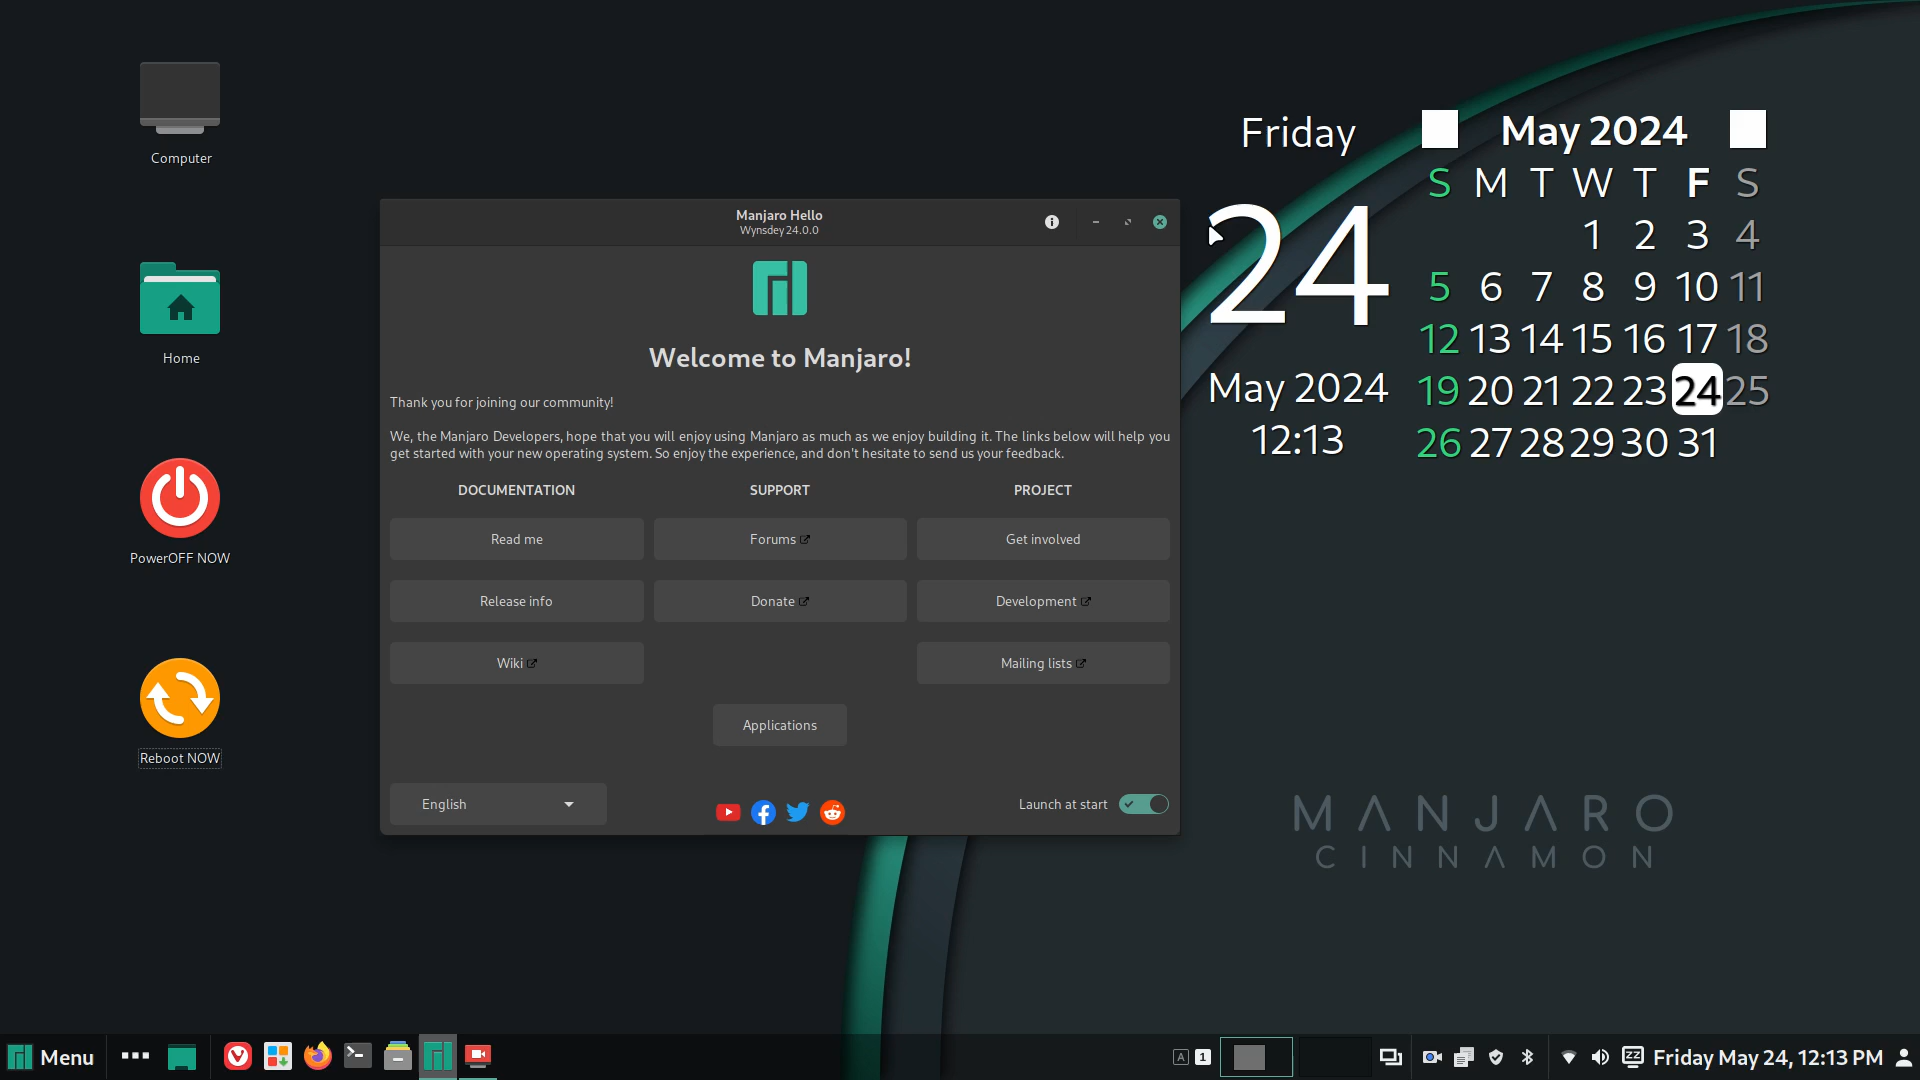 Computer
Home
PowerOFF NOW
Reboot NOW
Manjaro Hello
Wynsdey 24.0.0
Welcome to Manjaro!
Thank you for joining our community!
We, the Manjaro Developers, hope that you will enjoy using Manjaro as much as we enjoy building it. The links below will help you
get started with your new operating system. So enjoy the experience, and don't hesitate to send us your feedback.
DOCUMENTATION SUPPORT PROJECT
Read me Forums Get involved
Release info Donate Development
Wiki Mailing lists
Applications
English
Launch at start
Friday
24
May 2024
12:13
May 2024
S M T W T F S
1 2 3 4
5 6 7 8 9 10 11
12 13 14 15 16 17 18
19 20 21 22 23 24 25
26 27 28 29 30 31
MANJARO
CINNAMON
Menu
A 1
zz
Friday May 24, 12:13 PM